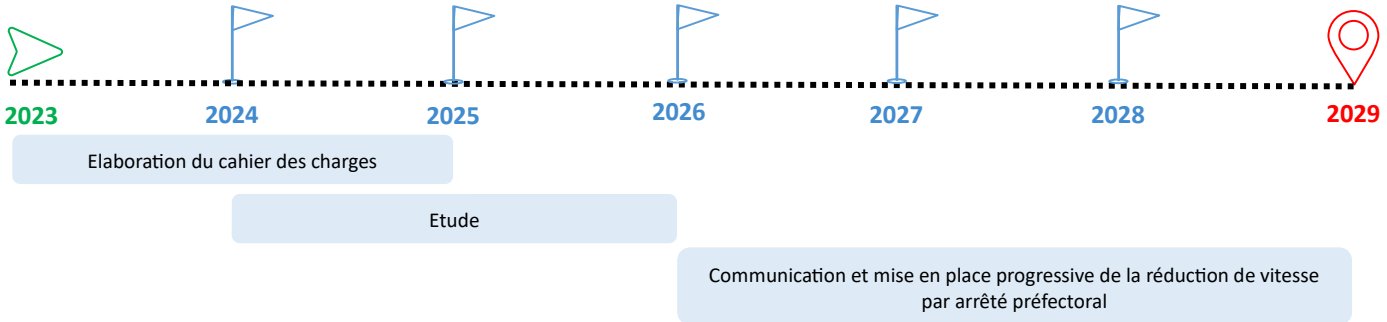 2023 2024 2025 2026 2027 2028 2029
Elaboration du cahier des charges
Etude
Communication et mise en place progressive de la réduction de vitesse
par arrêté préfectoral